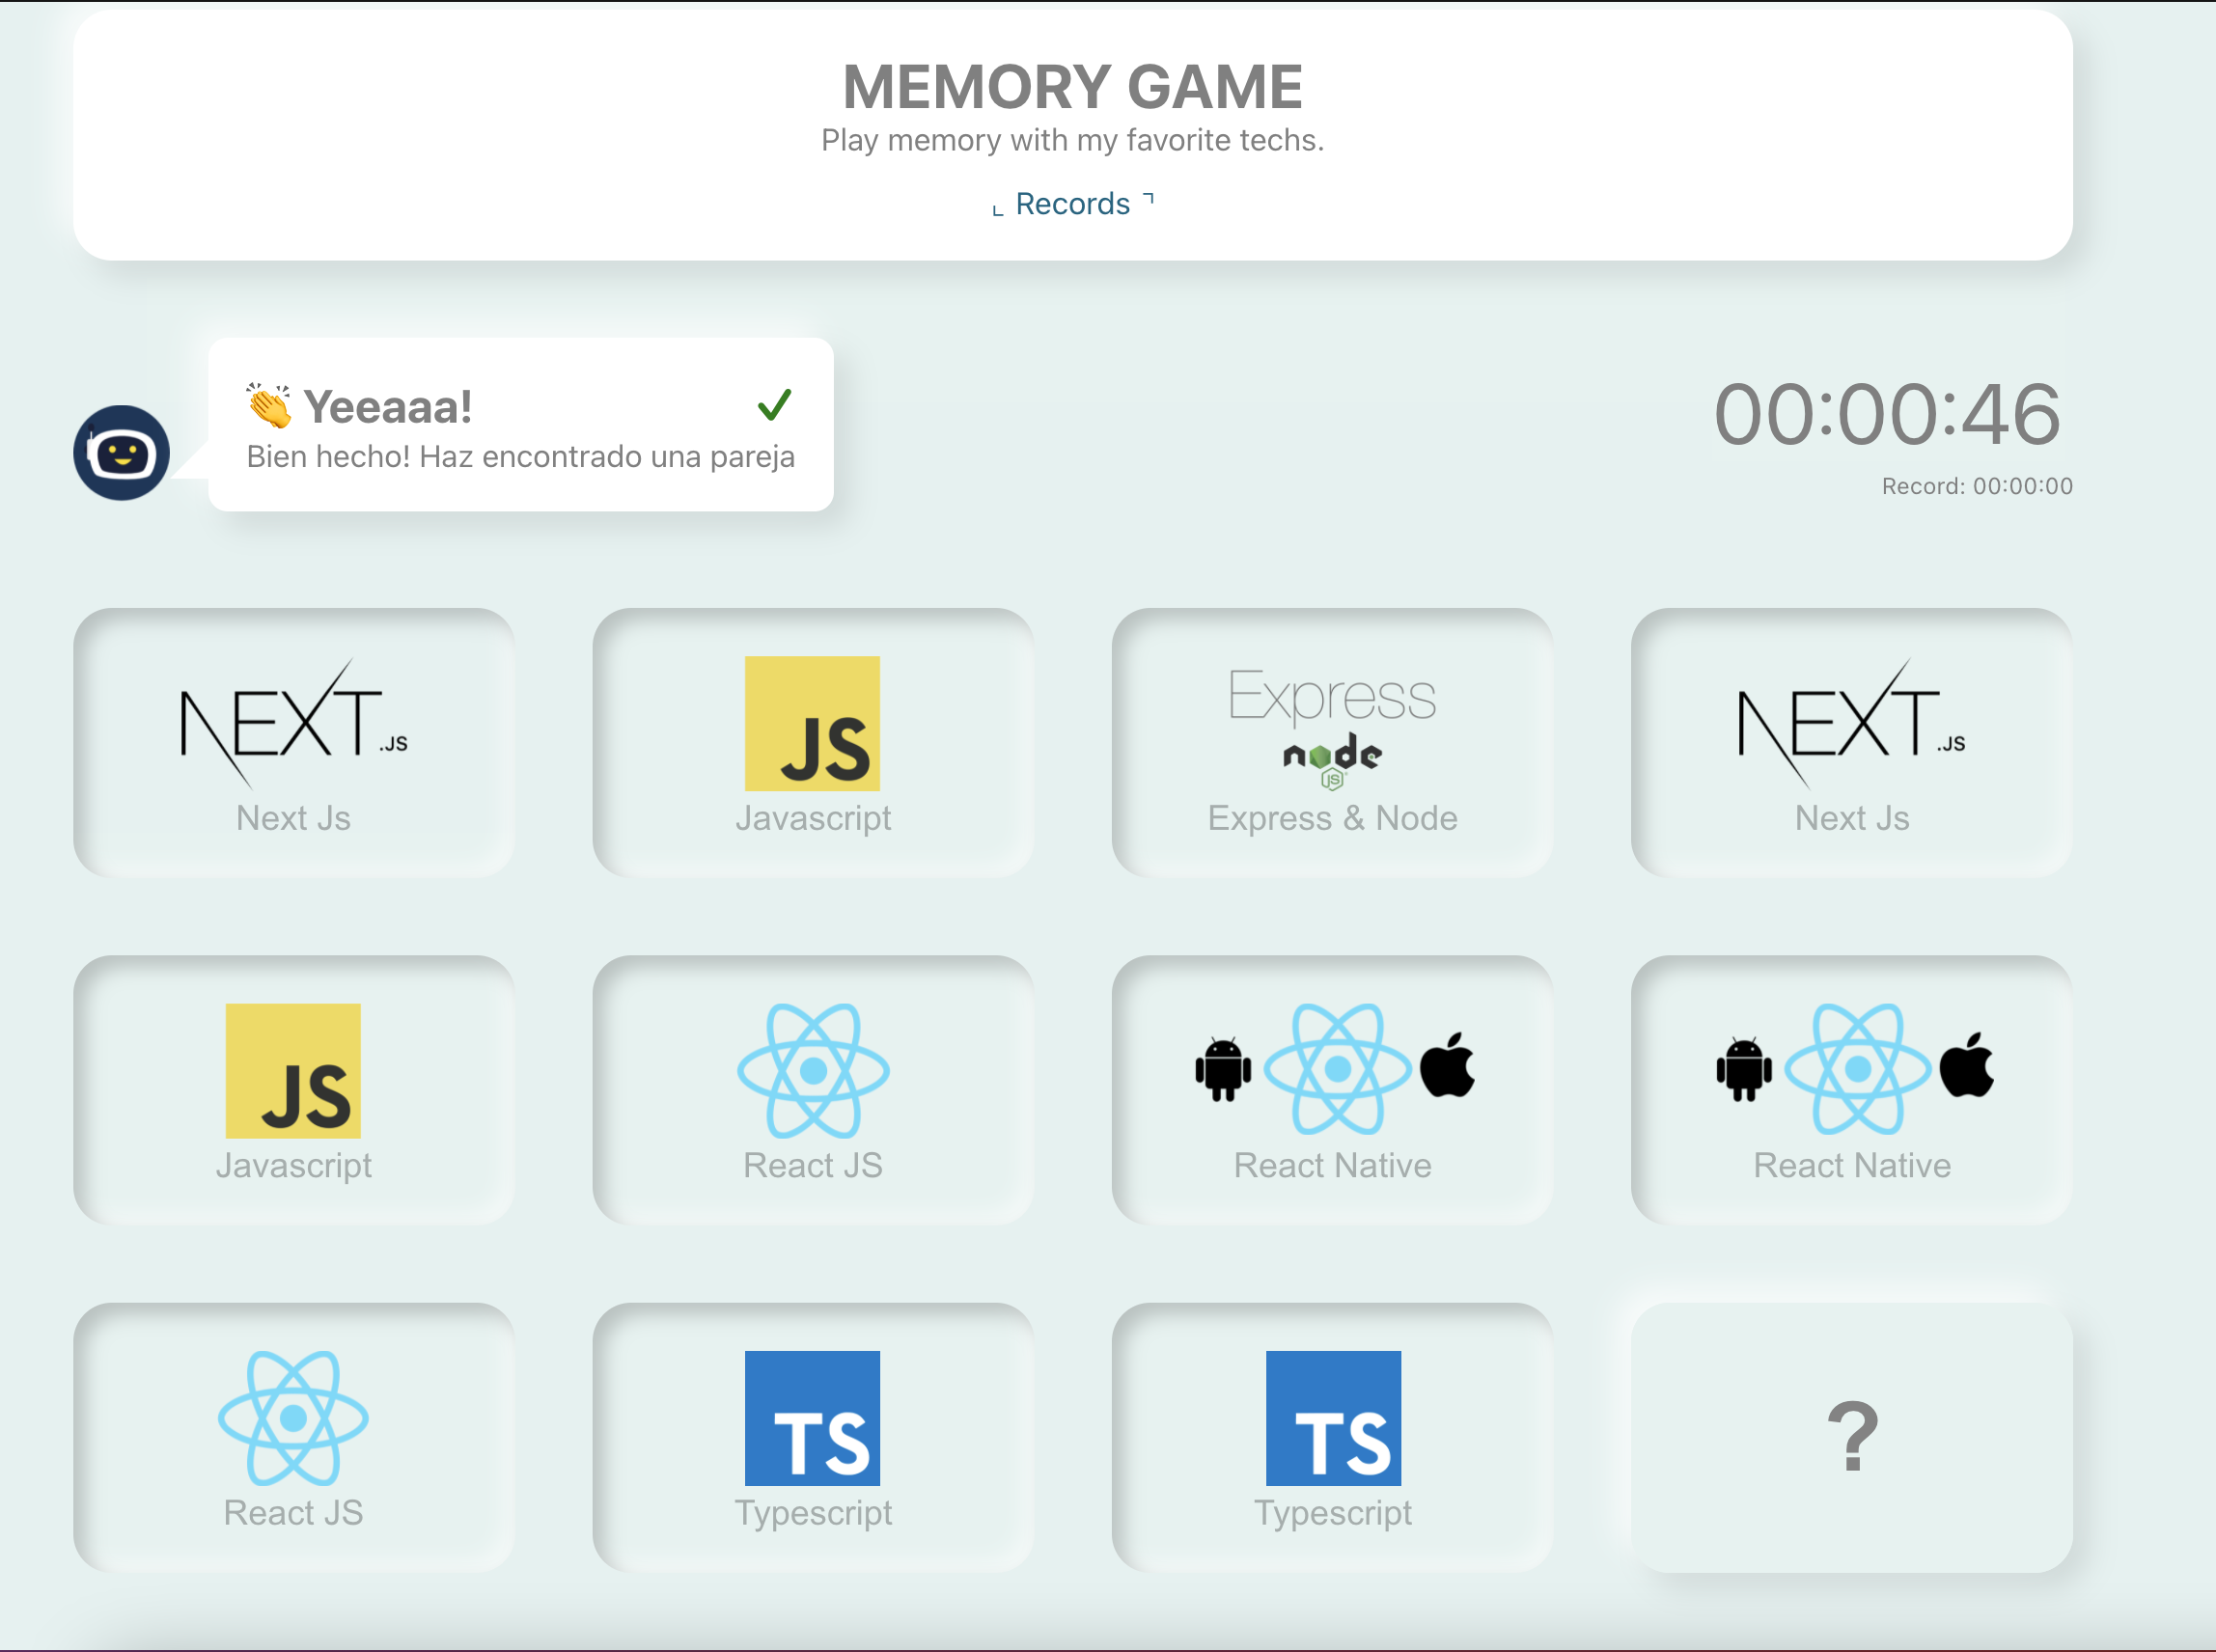 MEMORY GAME
Play memory with my favorite techs.
Records
👏 Yeeaaa!
Bien hecho! Haz encontrado una pareja
00:00:46
Record: 00:00:00
NEXT.JS
Next Js
JS
Javascript
Express
node
JS
Express & Node
NEXT.JS
Next Js
JS
Javascript
React JS
React Native
React Native
React JS
TS
Typescript
TS
Typescript
?